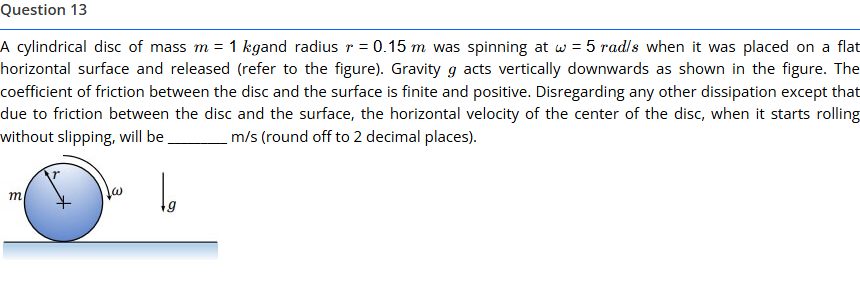 Question 13
A cylindrical disc of mass m = 1 kgand radius r = 0.15 m was spinning at ω = 5 rad/s when it was placed on a flat
horizontal surface and released (refer to the figure). Gravity g acts vertically downwards as shown in the figure. The
coefficient of friction between the disc and the surface is finite and positive. Disregarding any other dissipation except that
due to friction between the disc and the surface, the horizontal velocity of the center of the disc, when it starts rolling
without slipping, will be ________ m/s (round off to 2 decimal places).
r
m
ω
g